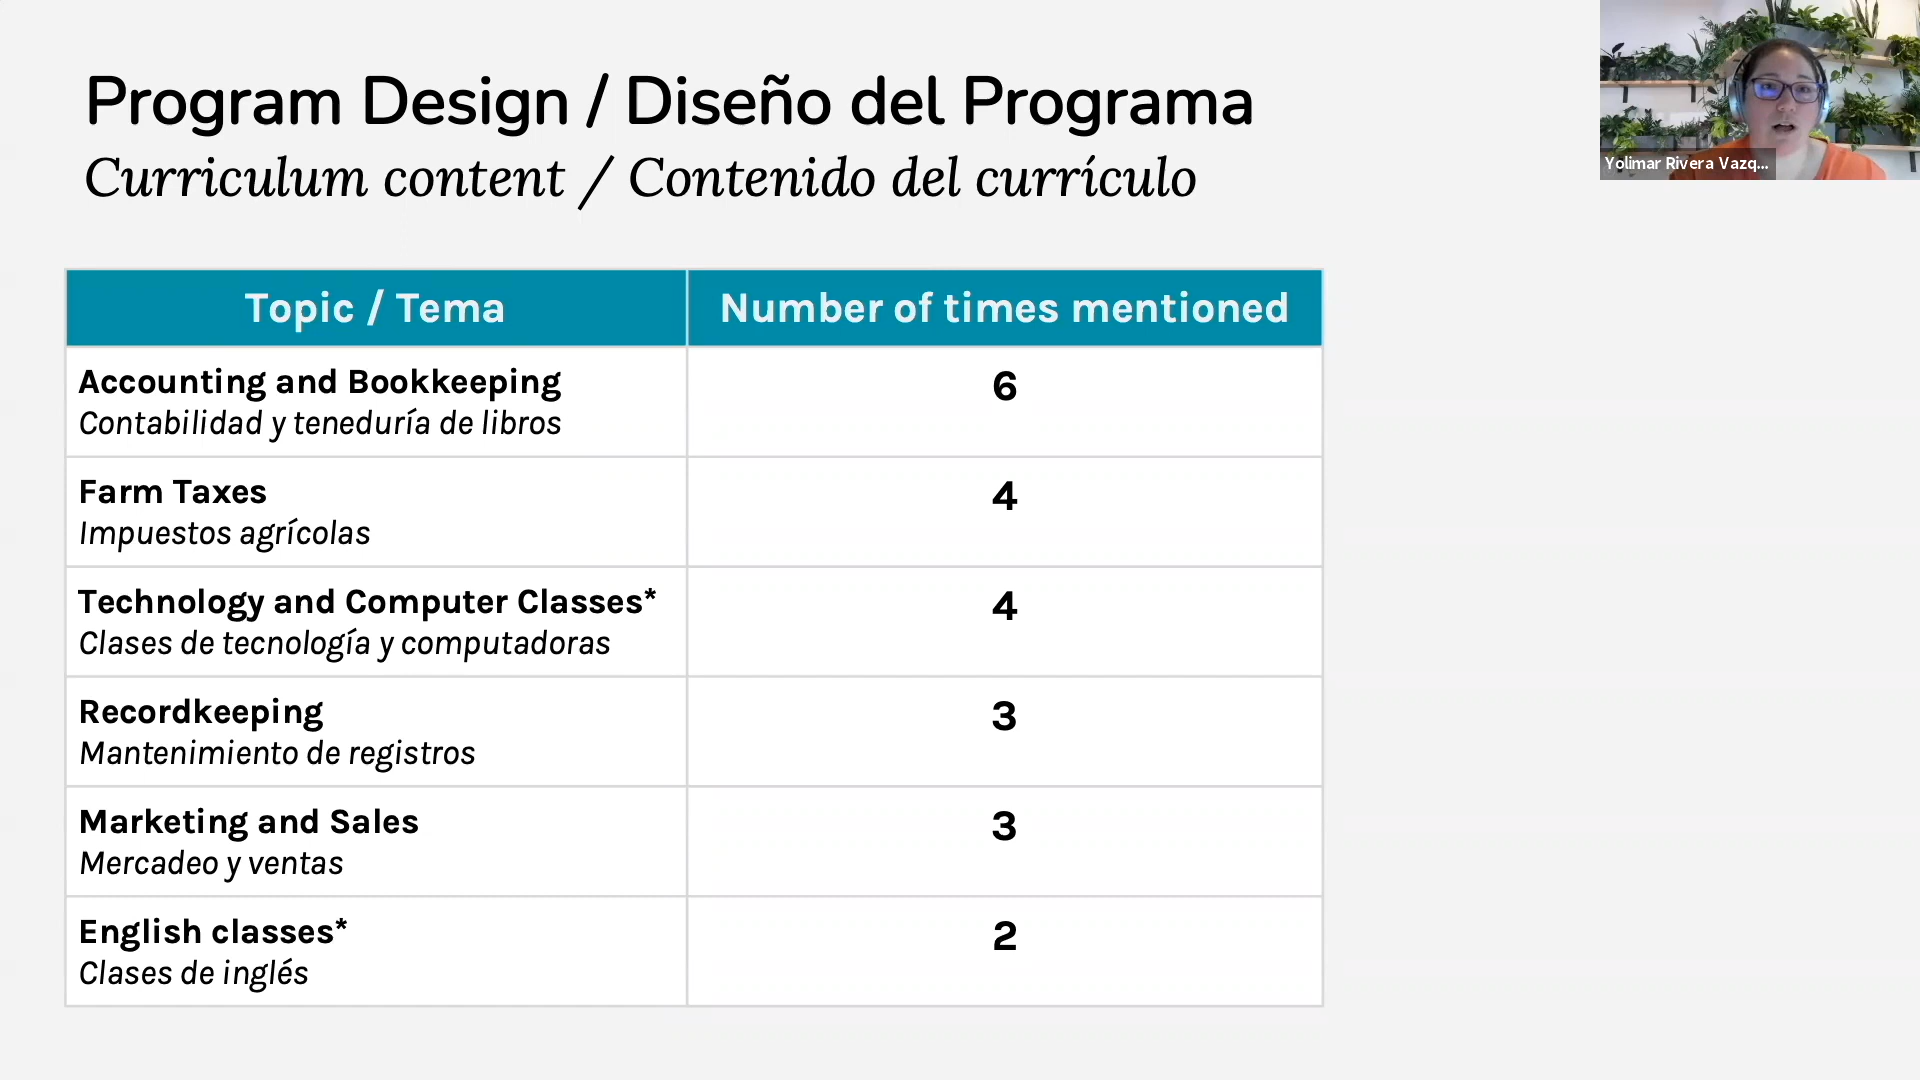 Program Design / Diseño del Programa
Curriculum content / Contenido del currículo
Yolimar Rivera Vazq...
Topic / Tema
Number of times mentioned
Accounting and Bookkeeping
Contabilidad y teneduría de libros
6
Farm Taxes
Impuestos agrícolas
4
Technology and Computer Classes*
Clases de tecnología y computadoras
4
Recordkeeping
Mantenimiento de registros
3
Marketing and Sales
Mercadeo y ventas
3
English classes*
Clases de inglés
2